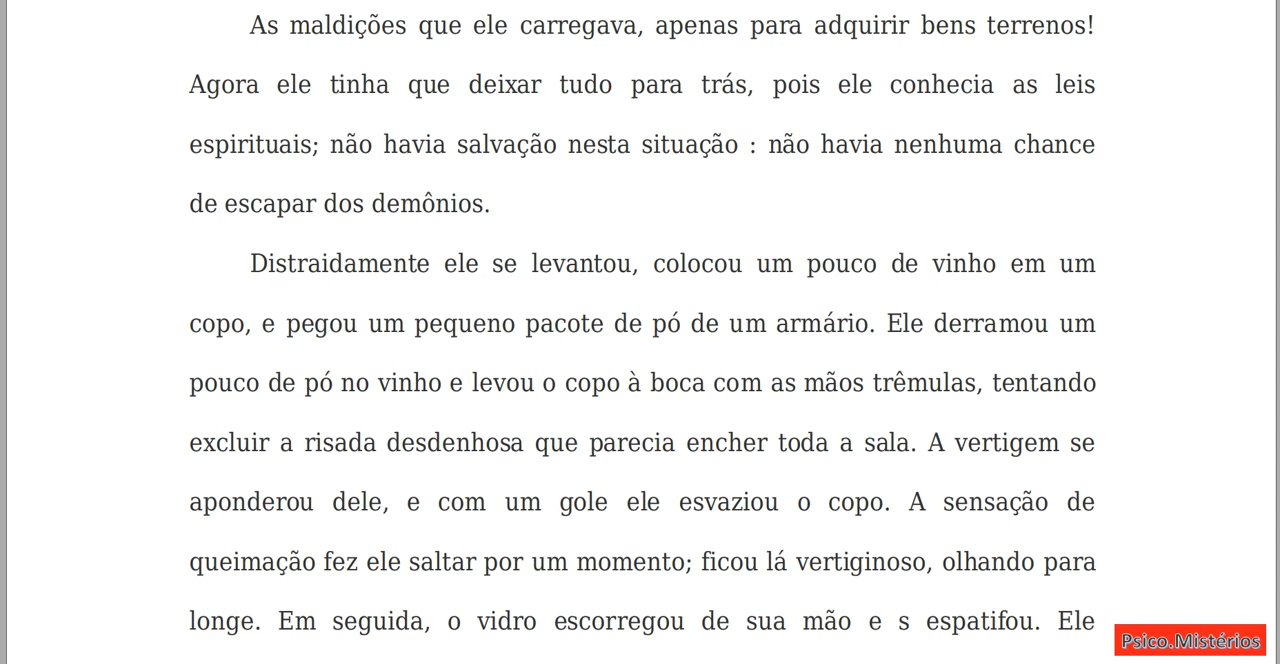 As maldições que ele carregava, apenas para adquirir bens terrenos!
Agora ele tinha que deixar tudo para trás, pois ele conhecia as leis
espirituais; não havia salvação nesta situação : não havia nenhuma chance
de escapar dos demônios.
Distraidamente ele se levantou, colocou um pouco de vinho em um
copo, e pegou um pequeno pacote de pó de um armário. Ele derramou um
pouco de pó no vinho e levou o copo à boca com as mãos trêmulas, tentando
excluir a risada desdenhosa que parecia encher toda a sala. A vertigem se
aponderou dele, e com um gole ele esvaziou o copo. A sensação de
queimação fez ele saltar por um momento; ficou lá vertiginoso, olhando para
longe. Em seguida, o vidro escorregou de sua mão e s espatifou. Ele
Psico.Mistérios